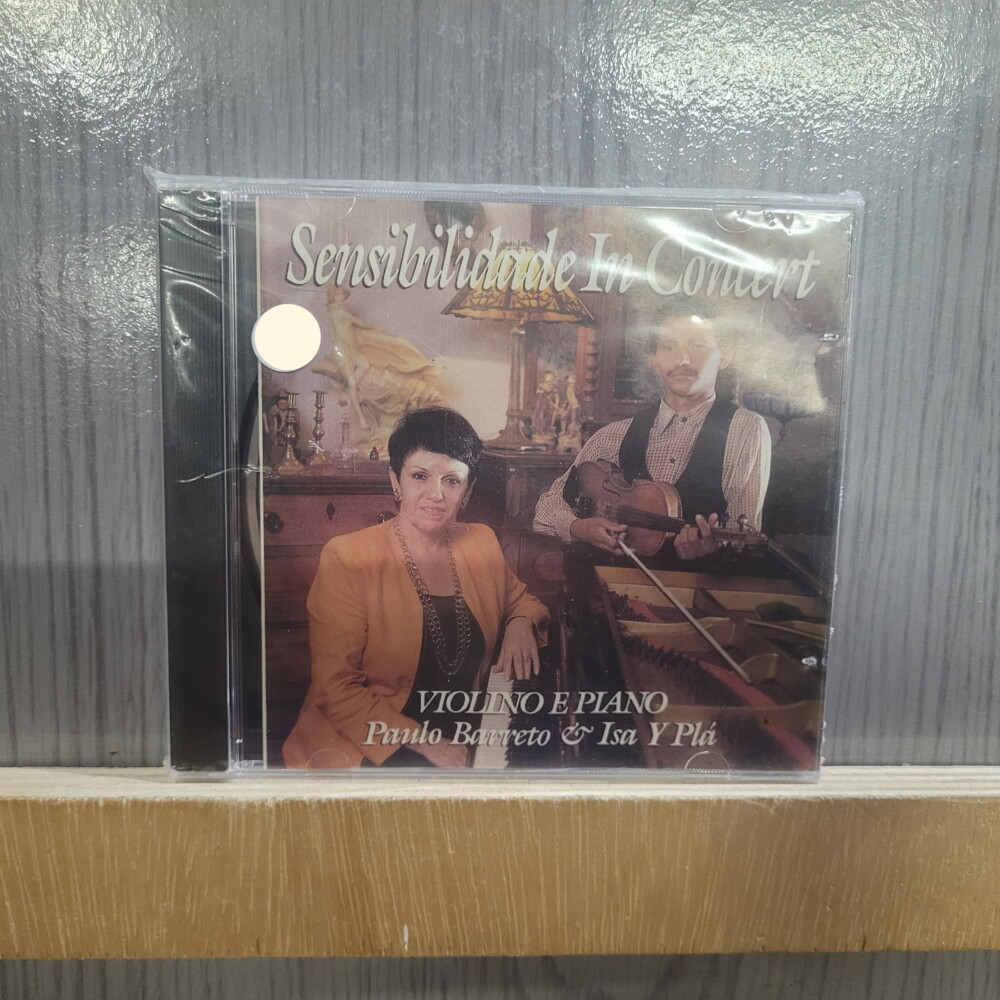 Sensibilidade In Concert
VIOLINO E PIANO
Paulo Barreto & Isa Y Plá